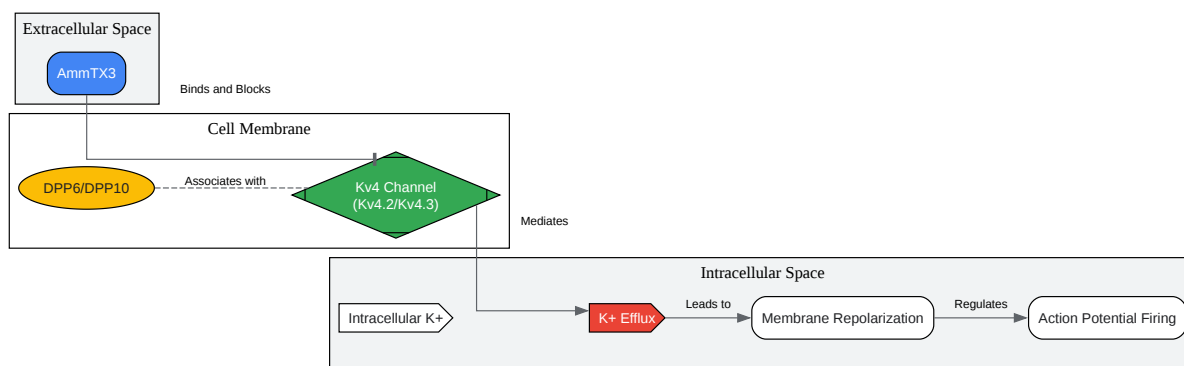 Extracellular Space
AmmTX3
Binds and Blocks
Cell Membrane
DPP6/DPP10
Associates with
Kv4 Channel
(Kv4.2/Kv4.3)
Mediates
Intracellular Space
Intracellular K+
K+ Efflux
Leads to
Membrane Repolarization
Regulates
Action Potential Firing